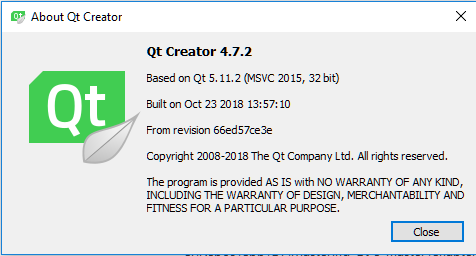 About Qt Creator
Qt Creator 4.7.2
Based on Qt 5.11.2 (MSVC 2015, 32 bit)
Built on Oct 23 2018 13:57:10
From revision 66ed57ce3e
Qt
Copyright 2008-2018 The Qt Company Ltd. All rights reserved.
The program is provided AS IS with NO WARRANTY OF ANY KIND,
INCLUDING THE WARRANTY OF DESIGN, MERCHANTABILITY AND
FITNESS FOR A PARTICULAR PURPOSE.
Close